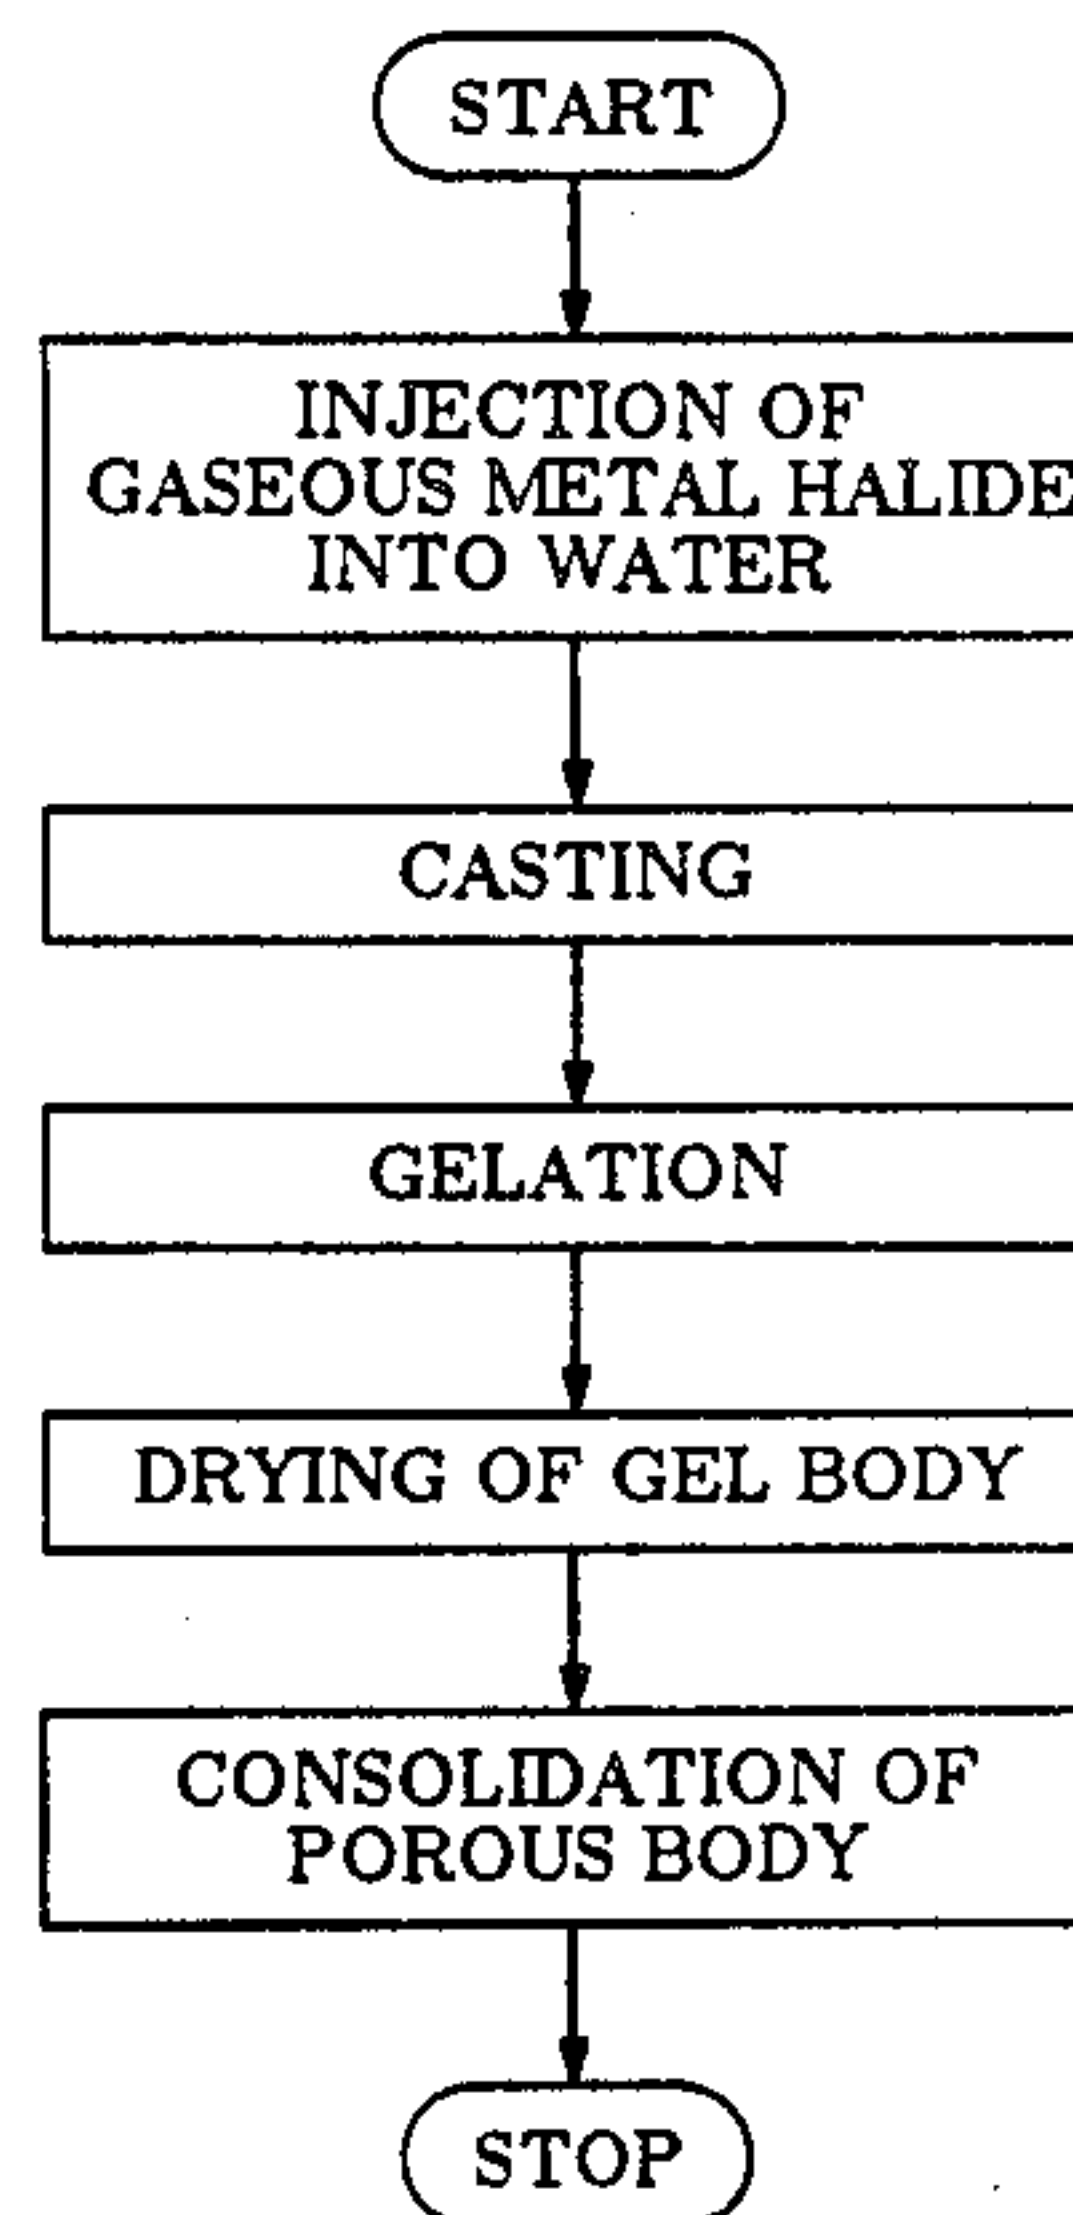 START
INJECTION OF
GASEOUS METAL HALIDE
INTO WATER
CASTING
GELATION
DRYING OF GEL BODY
CONSOLIDATION OF
POROUS BODY
STOP